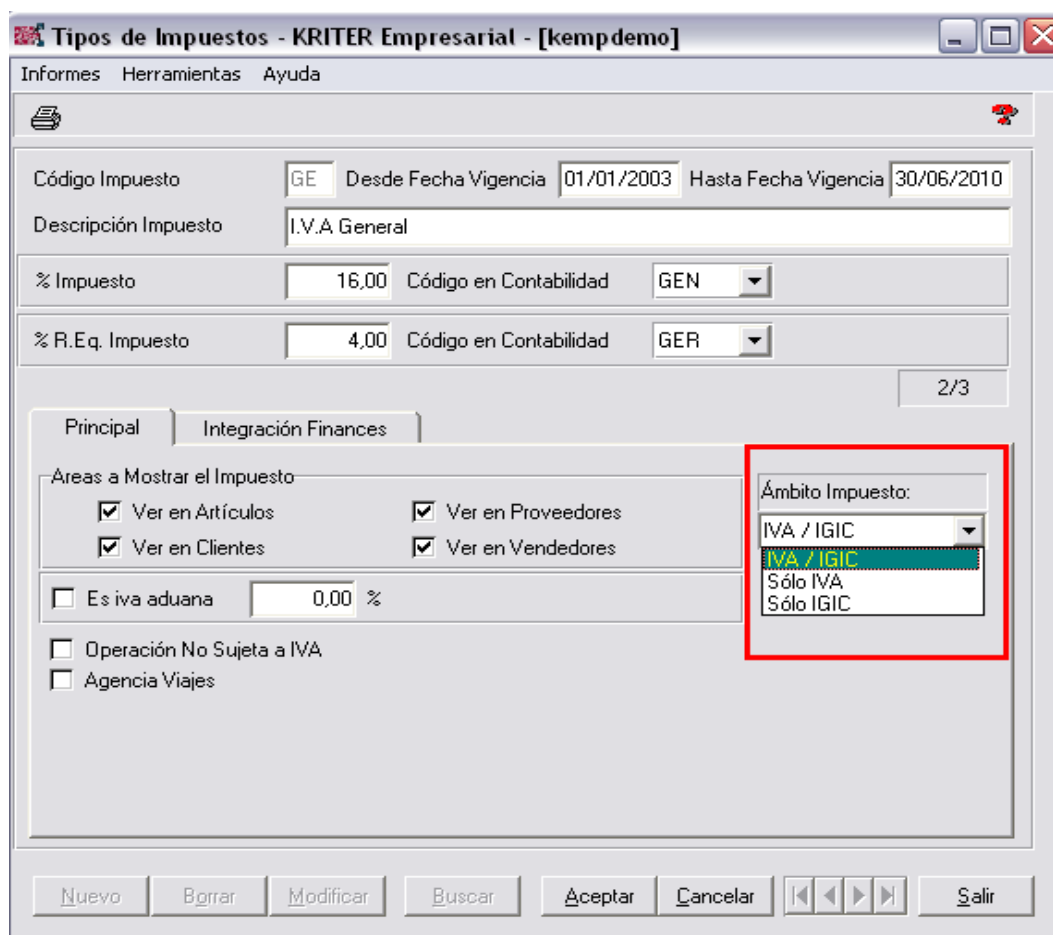 Tipos de Impuestos - KRITER Empresarial - [kempdemo]
Informes Herramientas Ayuda
Código Impuesto GE Desde Fecha Vigencia 01/01/2003 Hasta Fecha Vigencia 30/06/2010
Descripción Impuesto I.V.A General
% Impuesto 16,00 Código en Contabilidad GEN
% R.Eq. Impuesto 4,00 Código en Contabilidad GER
2/3
Principal Integración Finances
Areas a Mostrar el Impuesto
Ver en Artículos Ver en Proveedores
Ver en Clientes Ver en Vendedores
Ámbito Impuesto:
IVA / IGIC
IVA / IGIC
Sólo IVA
Sólo IGIC
Es iva aduana 0,00 %
Operación No Sujeta a IVA
Agencia Viajes
Nuevo Borrar Modificar Buscar Aceptar Cancelar Salir